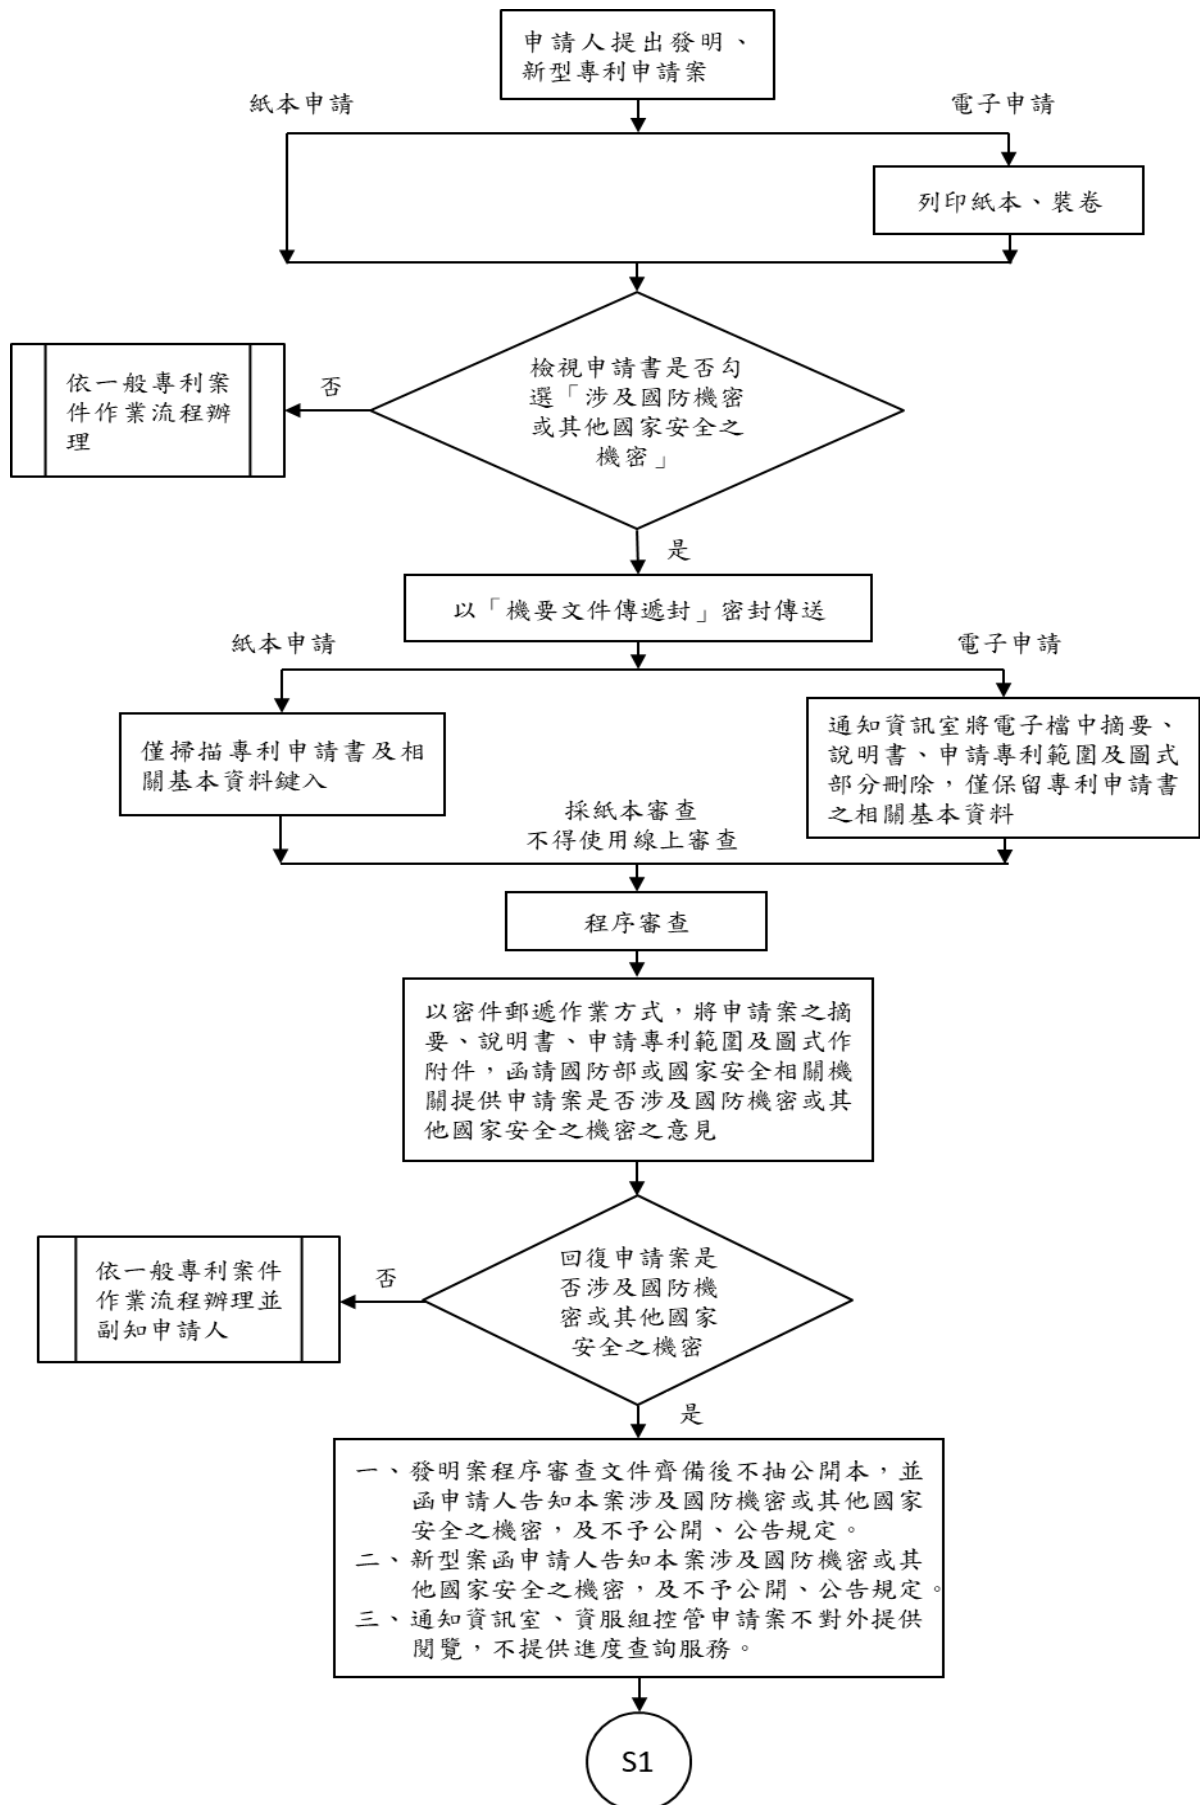 申請人提出發明、
新型專利申請案
紙本申請
電子申請
列印紙本、裝卷
檢視申請書是否勾
選「涉及國防機密
或其他國家安全之
機密」
否
依一般專利案
件作業流程辦
理
是
以「機要文件傳遞封」密封傳送
紙本申請
電子申請
僅掃描專利申請書及相
關基本資料鍵入
通知資訊室將電子檔中摘要、
說明書、申請專利範圍及圖式
部分刪除，僅保留專利申請書
之相關基本資料
採紙本審查
不得使用線上審查
程序審查
以密件郵遞作業方式，將申請案之摘
要、說明書、申請專利範圍及圖式作
附件，函請國防部或國家安全相關機
關提供申請案是否涉及國防機密或其
他國家安全之機密之意見
回復申請案是
否涉及國防機
密或其他國家
安全之機密
否
依一般專利案件
作業流程辦理並
副知申請人
是
一、發明案程序審查文件齊備後不抽公開本，並
函申請人告知本案涉及國防機密或其他國家
安全之機密，及不予公開、公告規定。
二、新型案函申請人告知本案涉及國防機密或其
他國家安全之機密，及不予公開、公告規定。
三、通知資訊室、資服組控管申請案不對外提供
閱覽，不提供進度查詢服務。
S1